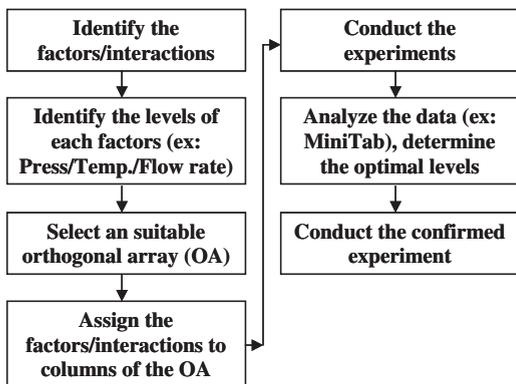 Identify the
factors/interactions
Identify the levels of
each factors (ex:
Press/Temp./Flow rate)
Select an suitable
orthogonal array (OA)
Assign the
factors/interactions to
columns of the OA
Conduct the
experiments
Analyze the data (ex:
MiniTab), determine
the optimal levels
Conduct the confirmed
experiment